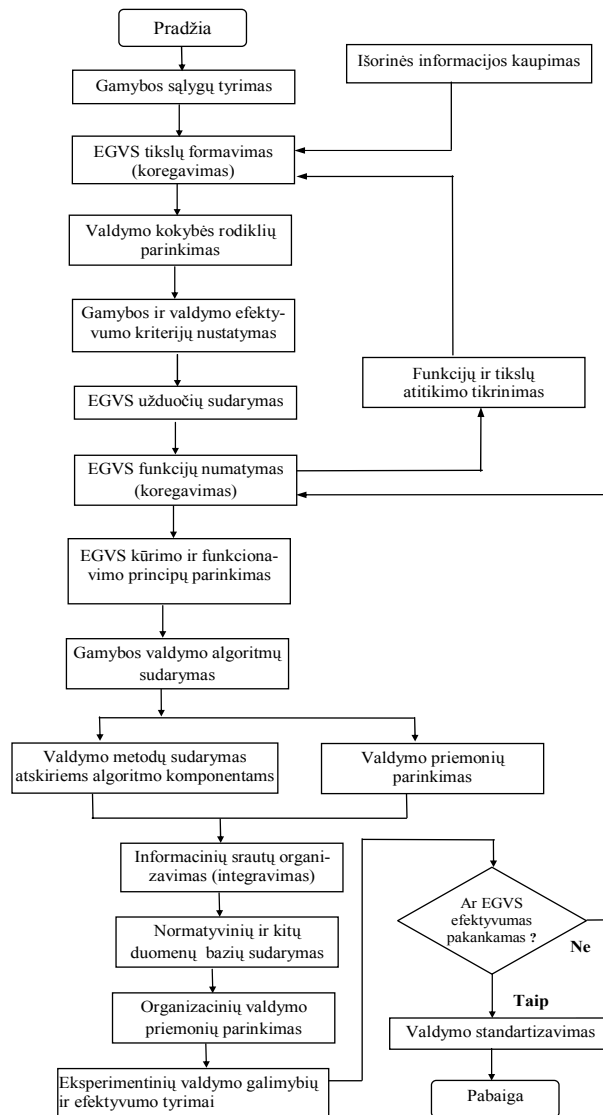 Pradžia
Išorinės informacijos kaupimas
Gamybos sąlygų tyrimas
EGVS tikslų formavimas
(koregavimas)
Valdymo kokybės rodiklių
parinkimas
Gamybos ir valdymo efekty-
vumo kriterijų nustatymas
Funkcijų ir tikslų
atitikimo tikrinimas
EGVS užduočių sudarymas
EGVS funkcijų numatymas
(koregavimas)
EGVS kūrimo ir funkciona-
vimo principų parinkimas
Gamybos valdymo algoritmų
sudarymas
Valdymo metodų sudarymas
atskiriems algoritmo komponentams
Valdymo priemonių
parinkimas
Informacinių srautų organi-
zavimas (integravimas)
Normatyvinių ir kitų
duomenų bazių sudarymas
Organizacinių valdymo
priemonių parinkimas
Eksperimentinių valdymo galimybių
ir efektyvumo tyrimai
Ar EGVS
efektyvumas
pakankamas ?
Ne
Taip
Valdymo standartizavimas
Pabaiga